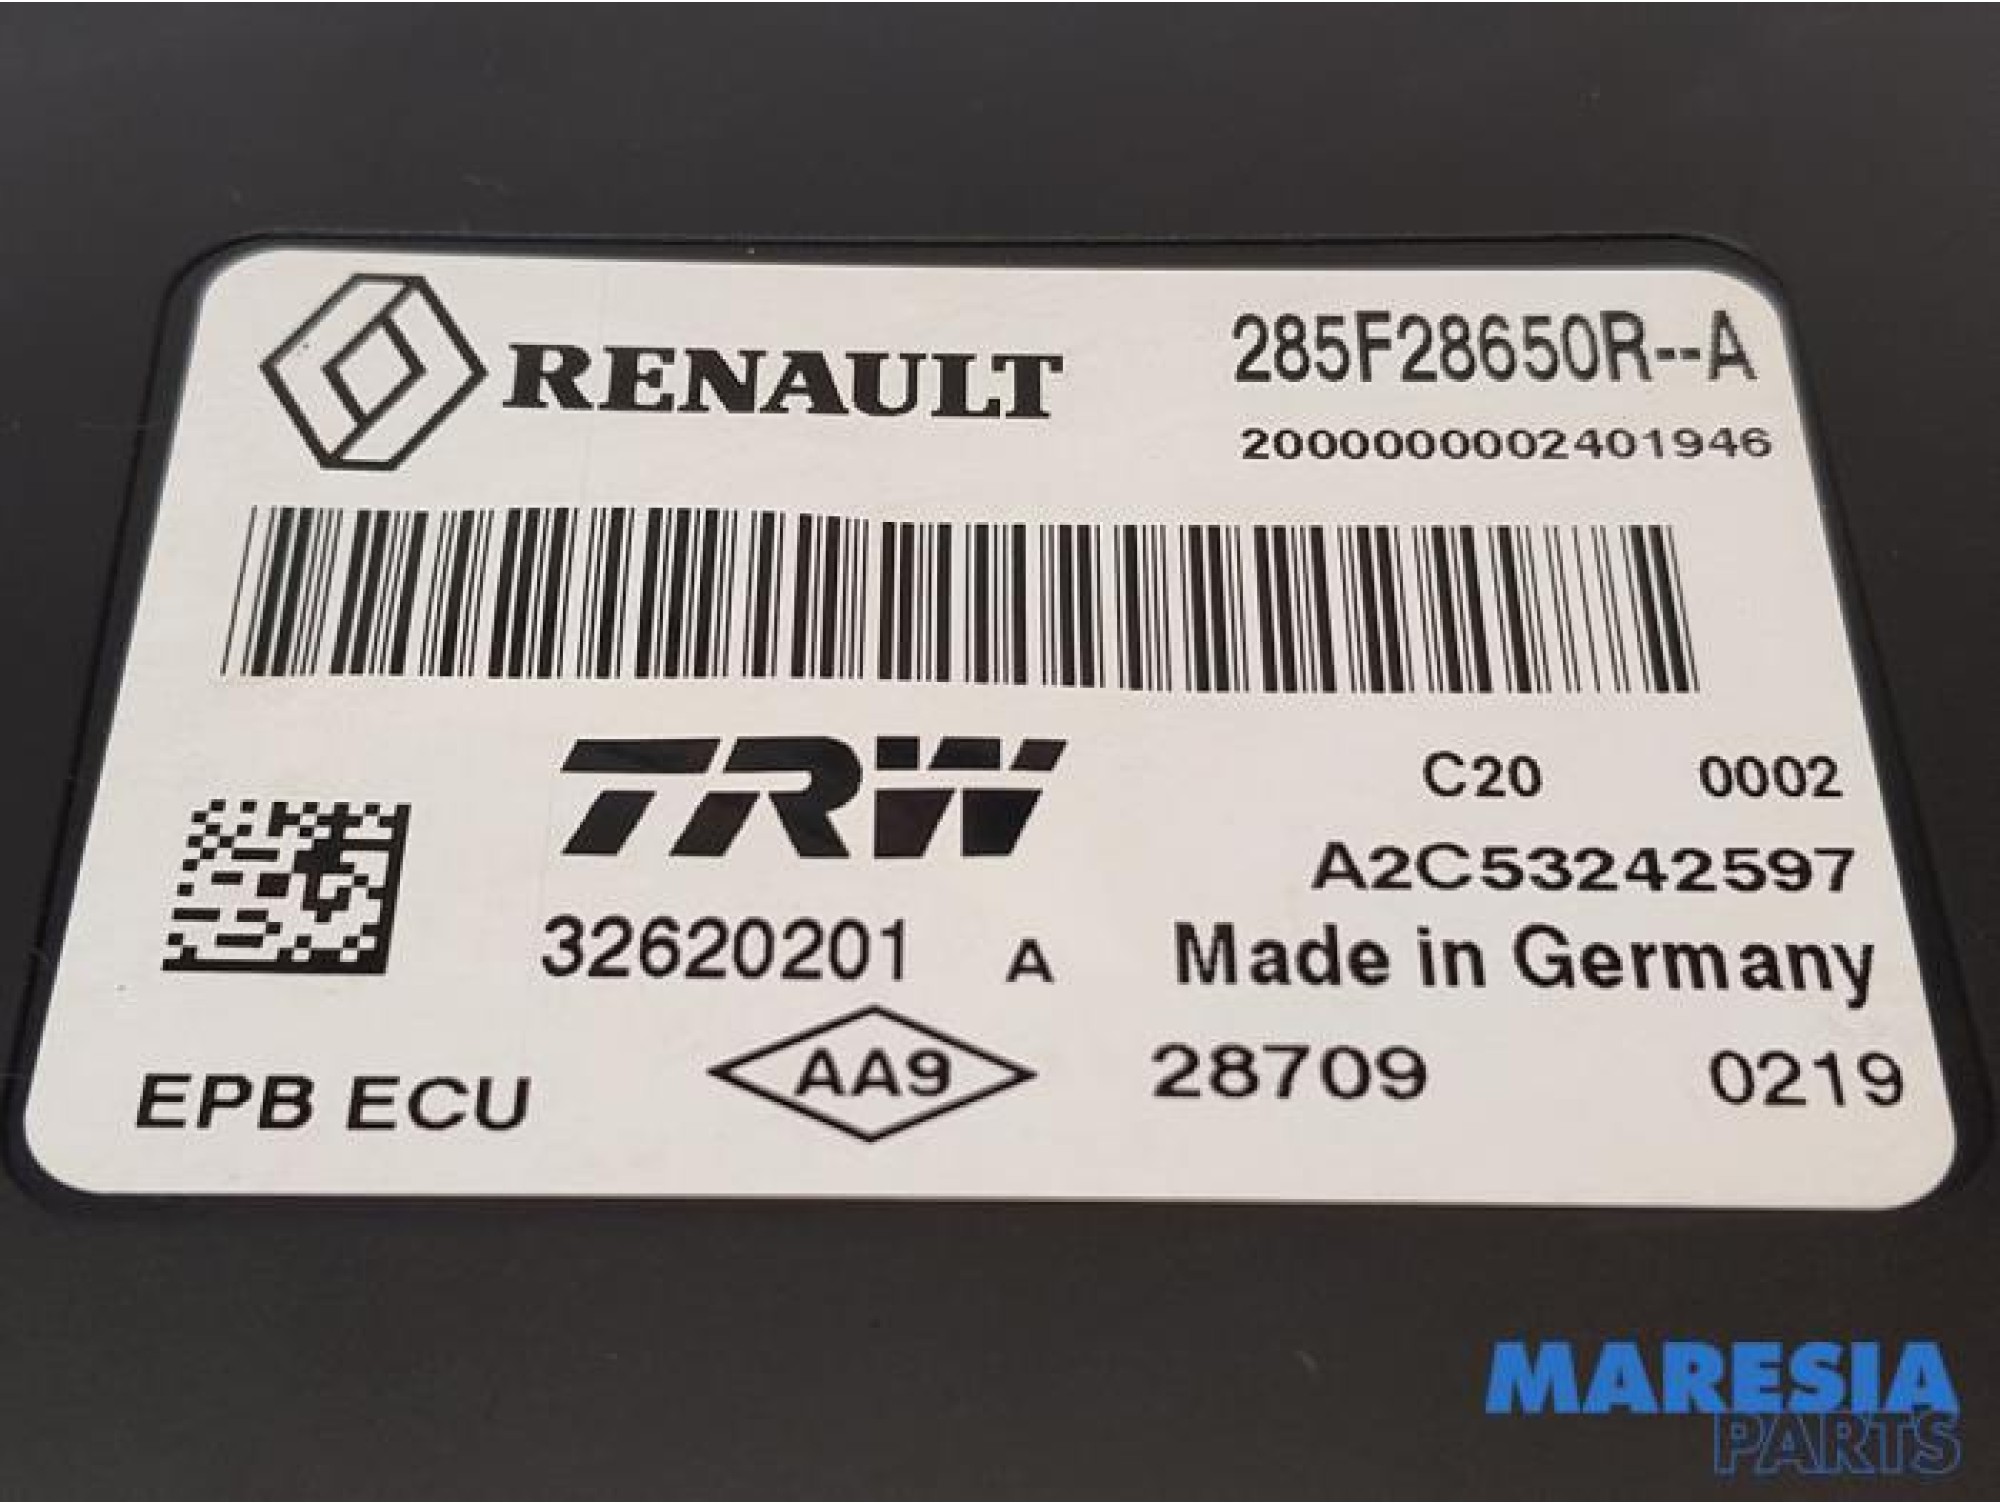 RENAULT
285F28650R--A
2000000002401946
TRW
C20 0002
A2C53242597
32620201 A
Made in Germany
EPB ECU
AA9
28709 0219
MARESIA
PARTS